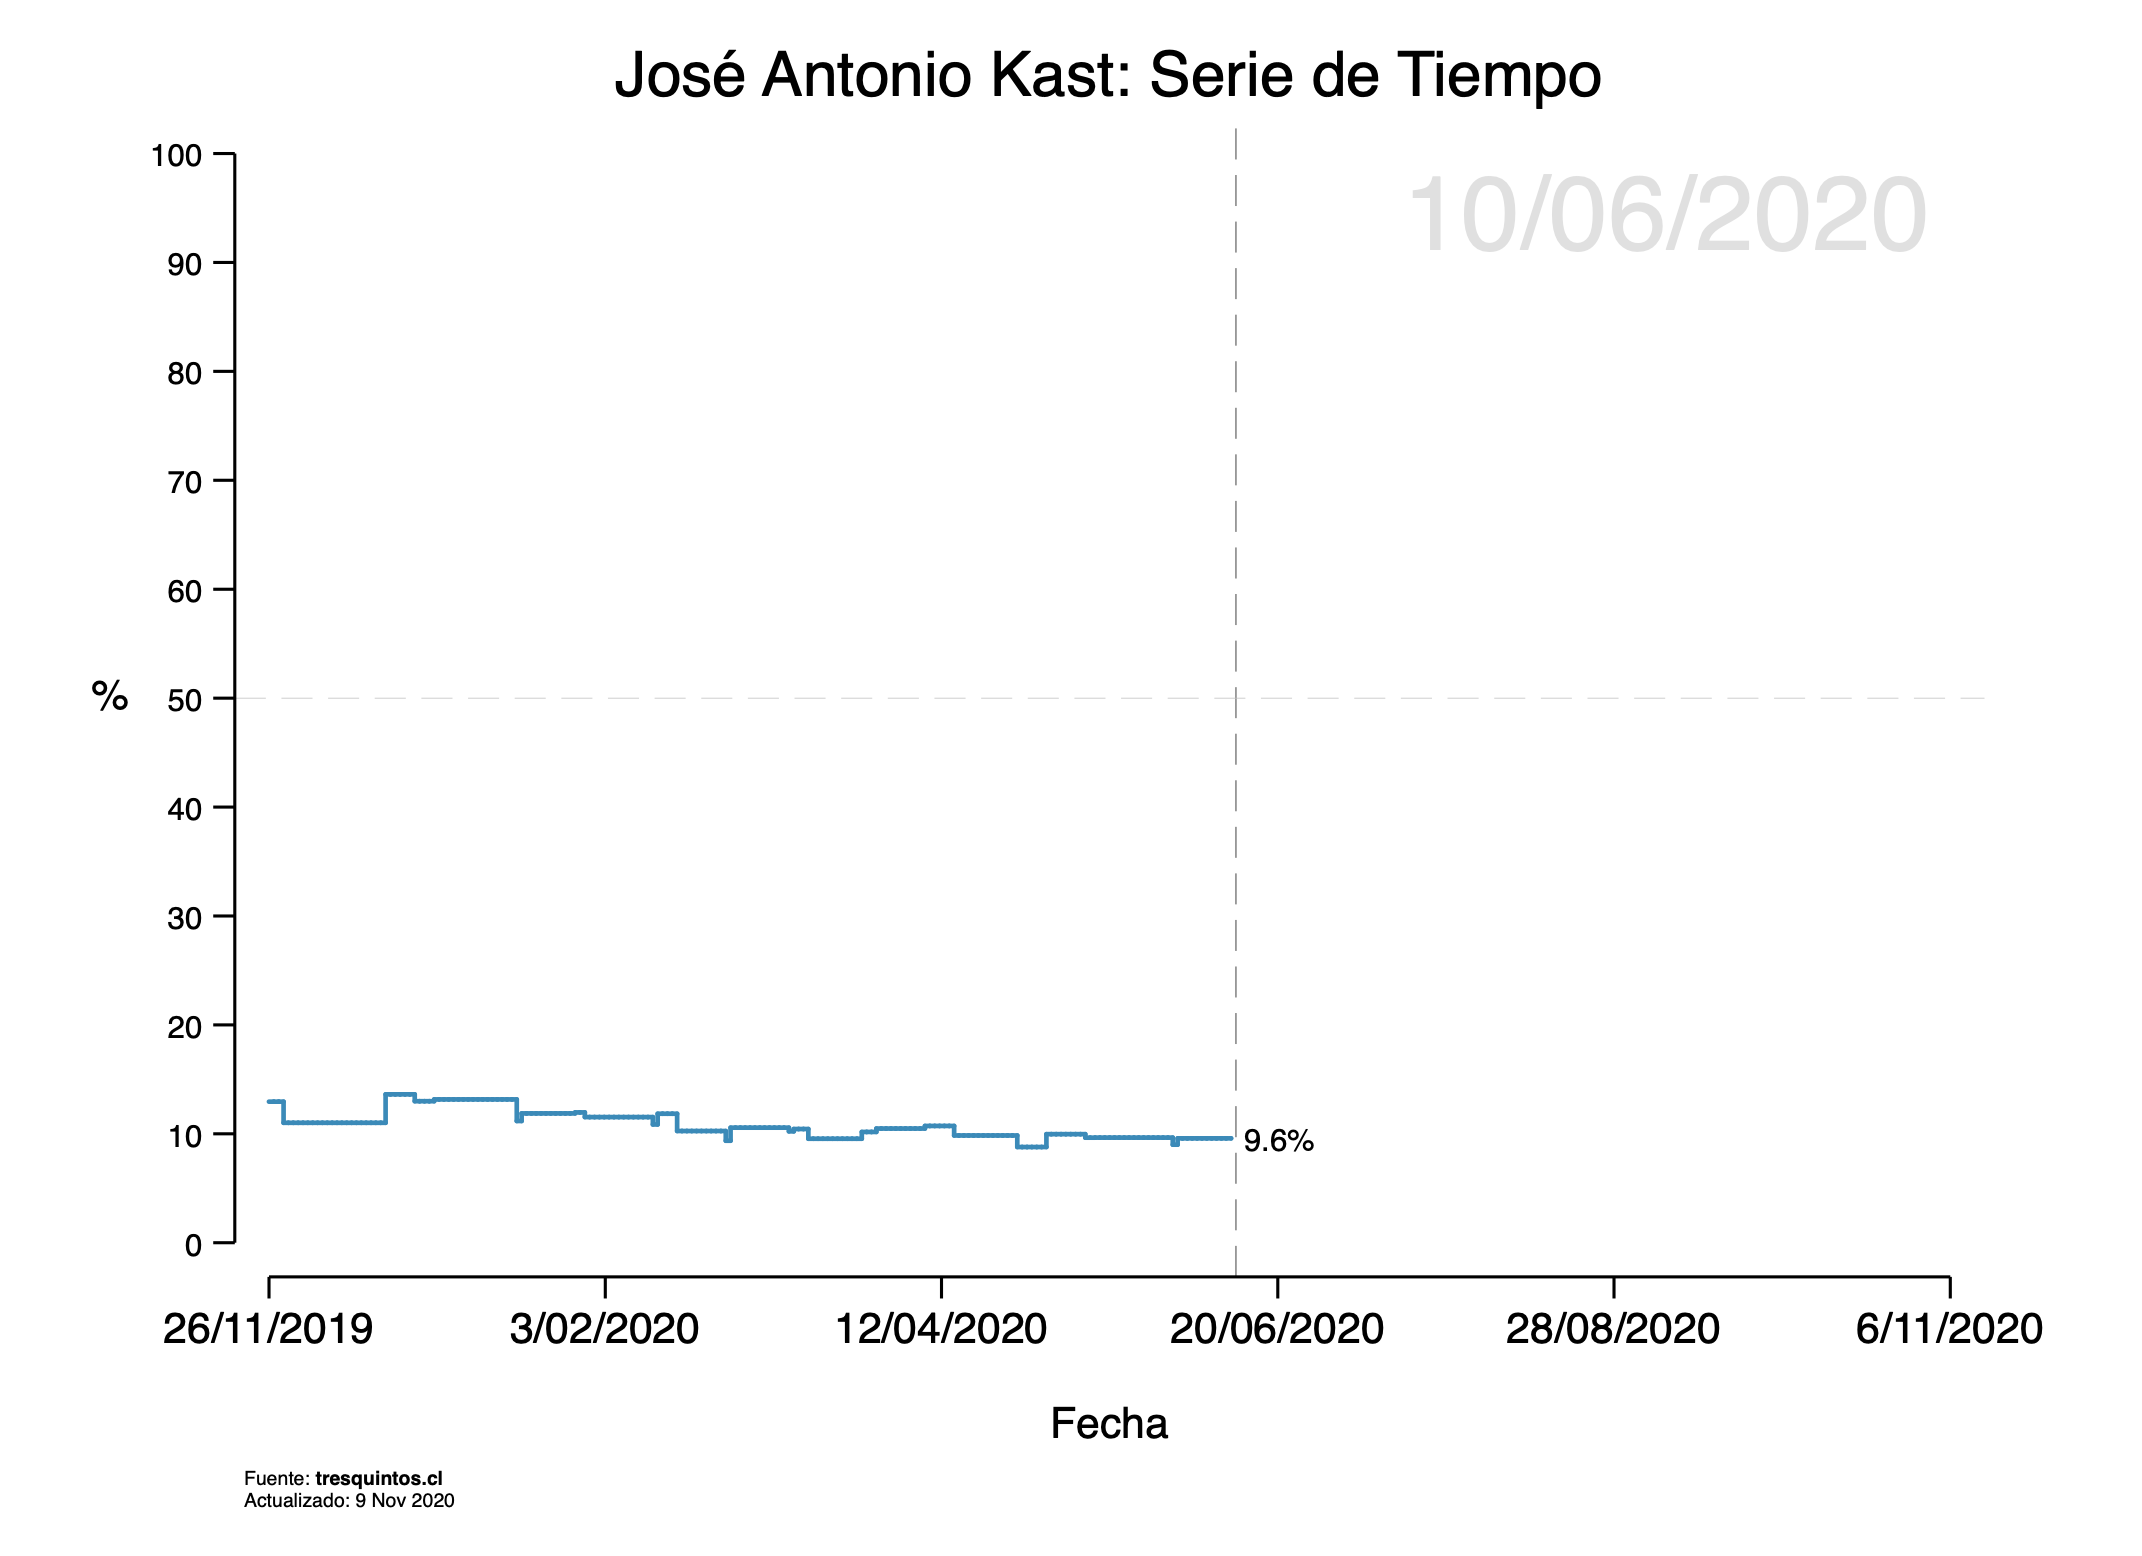 José Antonio Kast: Serie de Tiempo
10/06/2020
100
90
80
70
60
50
40
30
20
10
0
%
9.6%
26/11/2019 3/02/2020 12/04/2020 20/06/2020 28/08/2020 6/11/2020
Fecha
Fuente: tresquintos.cl
Actualizado: 9 Nov 2020